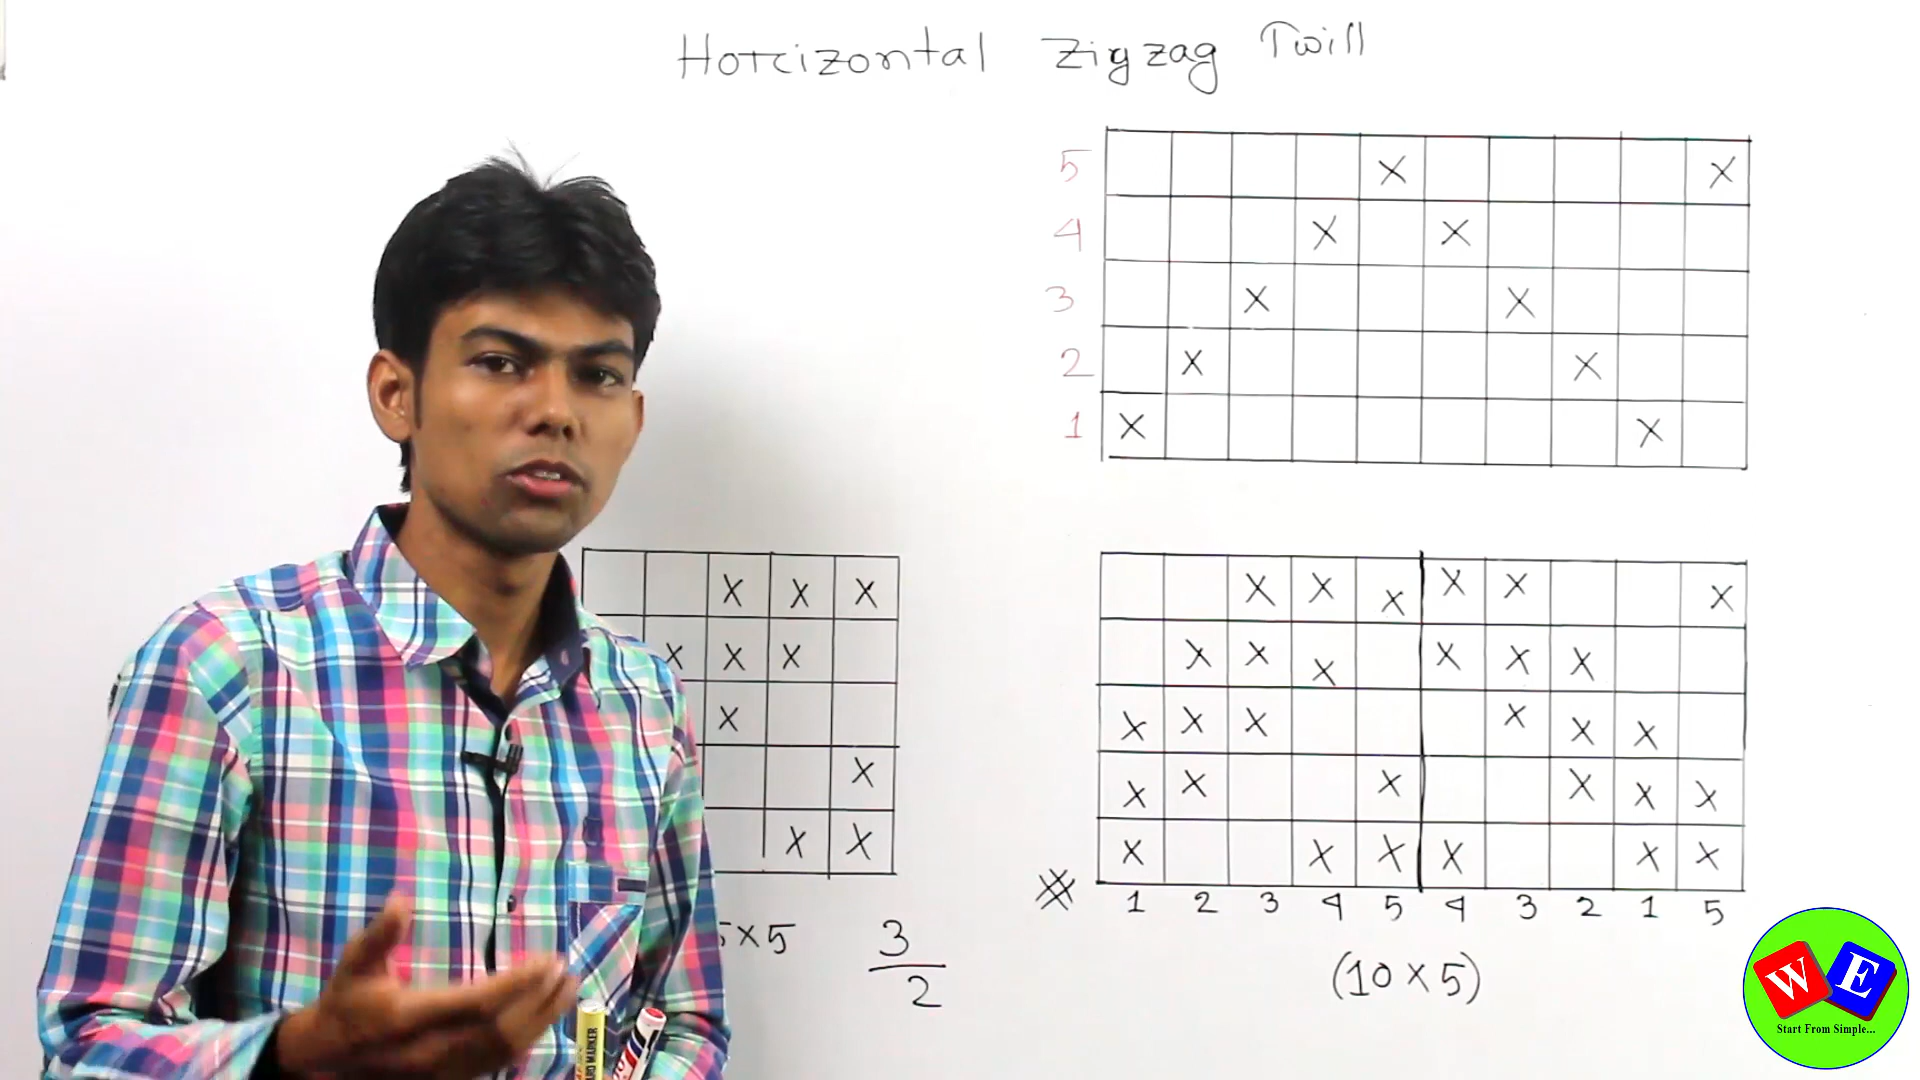 Horizontal Zigzag Twill
5 X X
4 X X
3 X X
2 X X
1 X X
X X X
X X X
X
X
X X
5 × 5
3
2
X X X X X X
X X X X X X
X X X X X X
X X X X X X
X X X X X X
1 2 3 4 5 4 3 2 1 5
(10 × 5)
W E
Start From Simple...